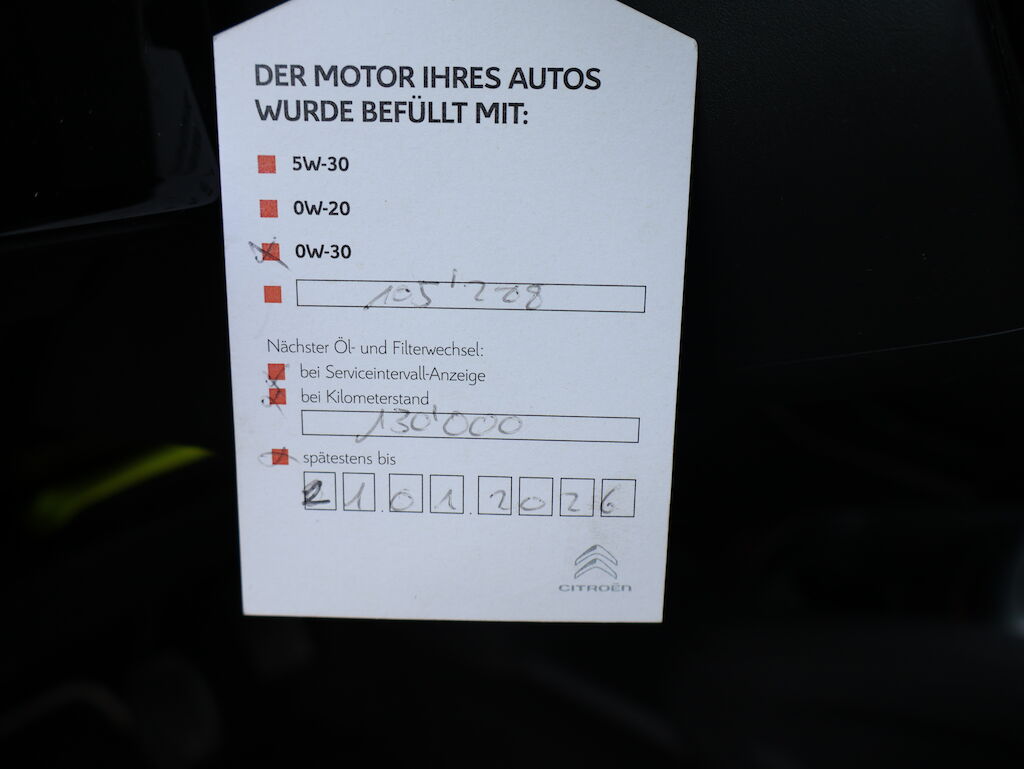 DER MOTOR IHRES AUTOS
WURDE BEFÜLLT MIT:
5W-30
0W-20
0W-30
105'228
Nächster Öl- und Filterwechsel:
bei Serviceintervall-Anzeige
bei Kilometerstand
130'000
spätestens bis
21.01.2026
CITROËN